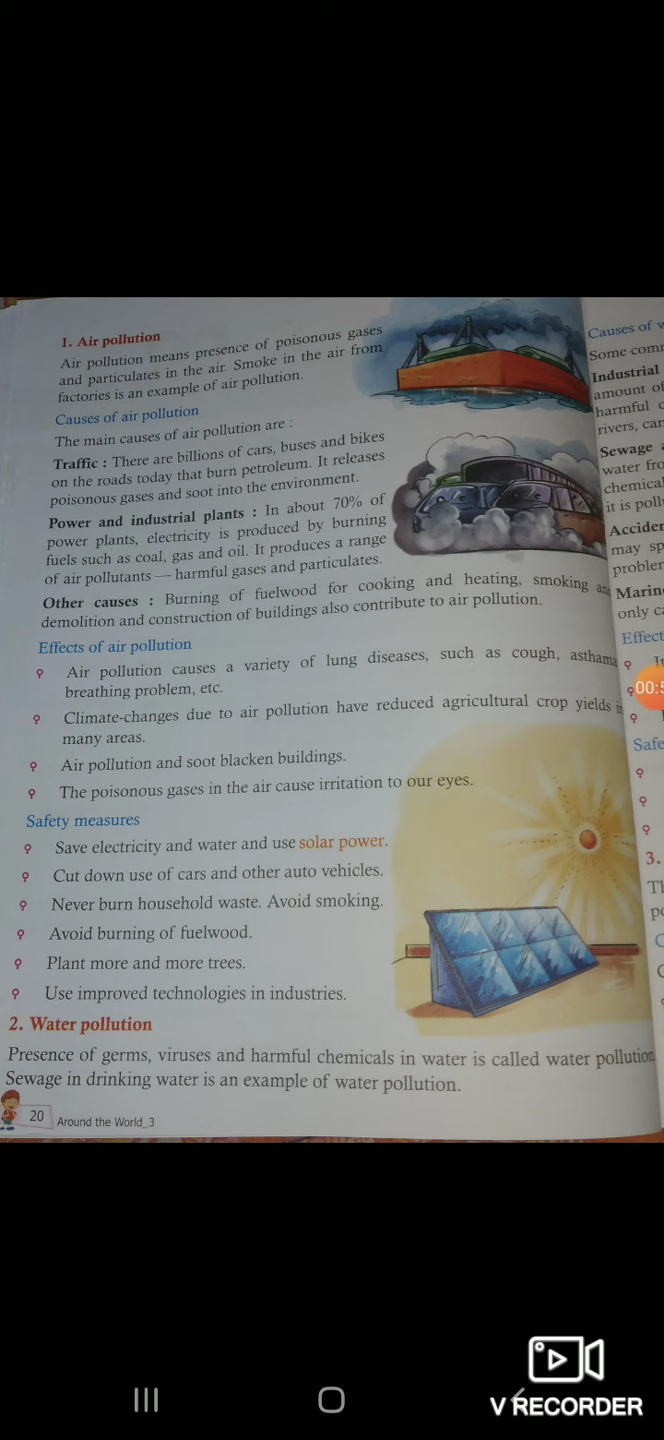 1. Air pollution
Air pollution means presence of poisonous gases
and particulates in the air. Smoke in the air from
factories is an example of air pollution.
Causes of air pollution
The main causes of air pollution are :
Traffic : There are billions of cars, buses and bikes
on the roads today that burn petroleum. It releases
poisonous gases and soot into the environment.
Power and industrial plants : In about 70% of
power plants, electricity is produced by burning
fuels such as coal, gas and oil. It produces a range
of air pollutants — harmful gases and particulates.
Other causes : Burning of fuelwood for cooking and heating, smoking and
demolition and construction of buildings also contribute to air pollution.
Effects of air pollution
Air pollution causes a variety of lung diseases, such as cough, asthama
breathing problem, etc.
Climate-changes due to air pollution have reduced agricultural crop yields in
many areas.
Air pollution and soot blacken buildings.
The poisonous gases in the air cause irritation to our eyes.
Safety measures
Save electricity and water and use solar power.
Cut down use of cars and other auto vehicles.
Never burn household waste. Avoid smoking.
Avoid burning of fuelwood.
Plant more and more trees.
Use improved technologies in industries.
2. Water pollution
Presence of germs, viruses and harmful chemicals in water is called water pollution.
Sewage in drinking water is an example of water pollution.
20 Around the World_3
Causes of
Some
Industrial
amount of
harmful
rivers,
Sewage
water
it is
may
only
3.
V RECORDER